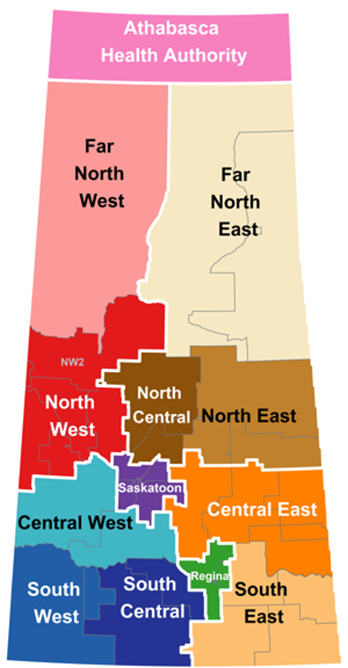 Athabasca
Health Authority
Far
North
West
Far
North
East
NW2
North
West
North
Central
North East
Saskatoon
Central West
Central East
Regina
South
West
South
Central
South
East